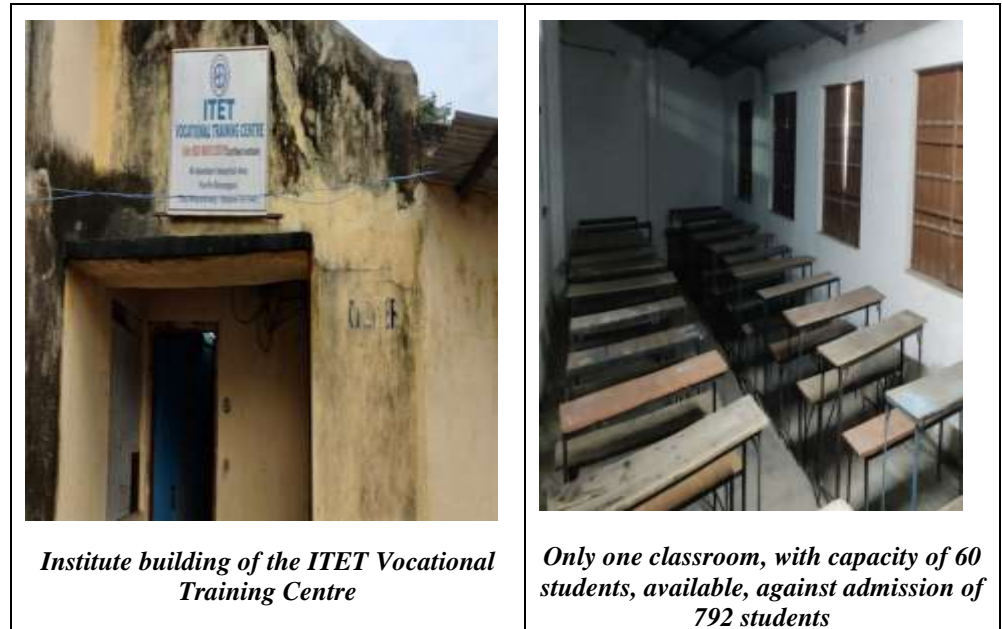 ITET
VOCATIONAL TRAINING CENTRE
Institute building of the ITET Vocational
Training Centre
Only one classroom, with capacity of 60
students, available, against admission of
792 students